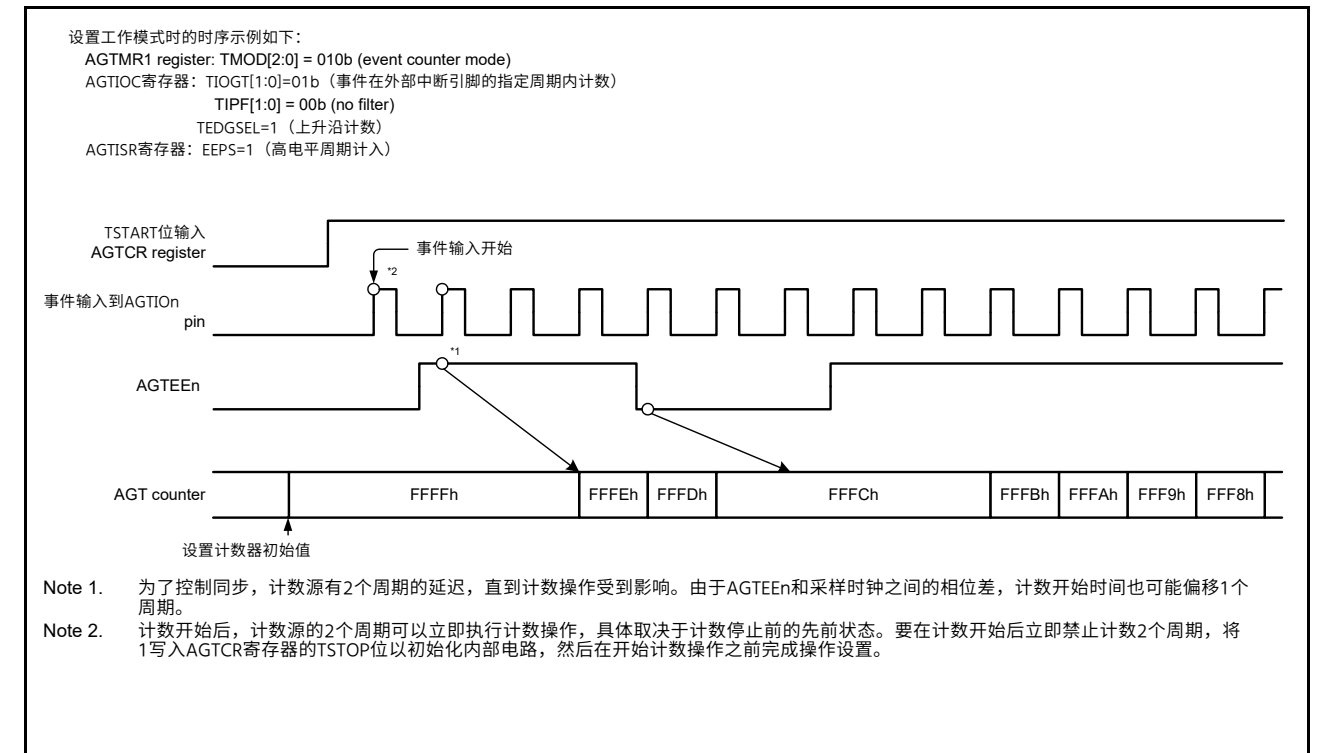 设置工作模式时的时序示例如下：
AGTMR1 register: TMOD[2:0] = 010b (event counter mode)
AGTIOC寄存器：TIOGT[1:0]=01b（事件在外部中断引脚的指定周期内计数）
TIPF[1:0] = 00b (no filter)
TEDGSEL=1（上升沿计数）
AGTISR寄存器：EEPS=1（高电平周期计入）
TSTART位输入
AGTCR register
事件输入开始
*2
事件输入到AGTIOn
pin
*1
AGTEEn
AGT counter
FFFFh FFFEh FFFDh FFFCh FFFBh FFFAh FFF9h FFF8h
设置计数器初始值
Note 1. 为了控制同步，计数源有2个周期的延迟，直到计数操作受到影响。由于AGTEEn和采样时钟之间的相位差，计数开始时间也可能偏移1个
周期。
Note 2. 计数开始后，计数源的2个周期可以立即执行计数操作，具体取决于计数停止前的先前状态。要在计数开始后立即禁止计数2个周期，将
1写入AGTCR寄存器的TSTOP位以初始化内部电路，然后在开始计数操作之前完成操作设置。